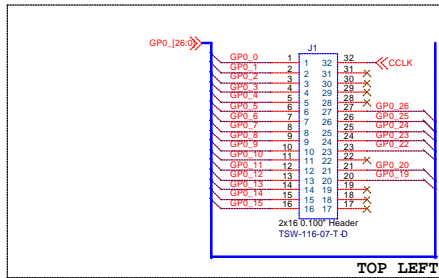 GP0_[26:0]
J1
GP0_0 1 1 32 32 CCLK
GP0_1 2 2 31 31
GP0_2 3 3 30 30
GP0_3 4 4 29 29
GP0_4 5 5 28 28
GP0_5 6 6 27 27 GP0_26
GP0_6 7 7 26 26 GP0_25
GP0_7 8 8 25 25 GP0_24
GP0_8 9 9 24 24 GP0_23
GP0_9 10 10 23 23 GP0_22
GP0_10 11 11 22 22
GP0_11 12 12 21 21 GP0_20
GP0_12 13 13 20 20 GP0_19
GP0_13 14 14 19 19
GP0_14 15 15 18 18
GP0_15 16 16 17 17
2x16 0.100" Header
TSW-116-07-T-D
TOP LEFT